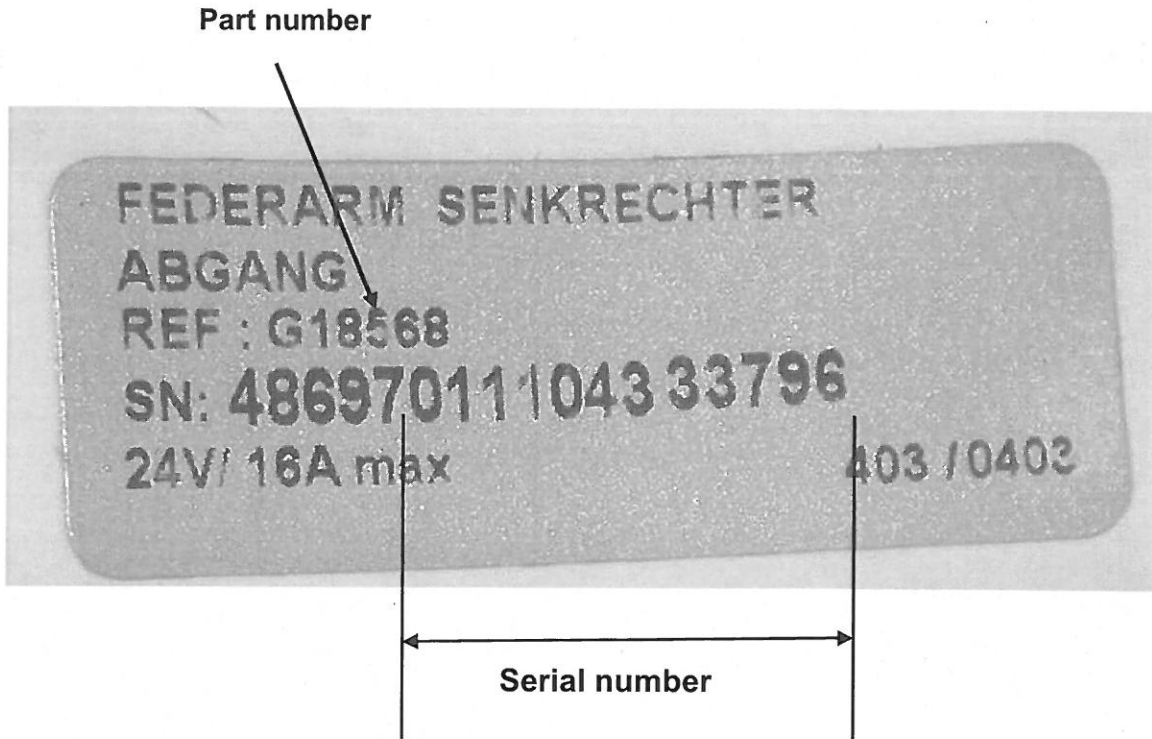 Part number
FEDERARM SENKRECHTER
ABGANG
REF : G18568
SN: 48697011104333796
24V/ 16A max 403 / 0403
Serial number